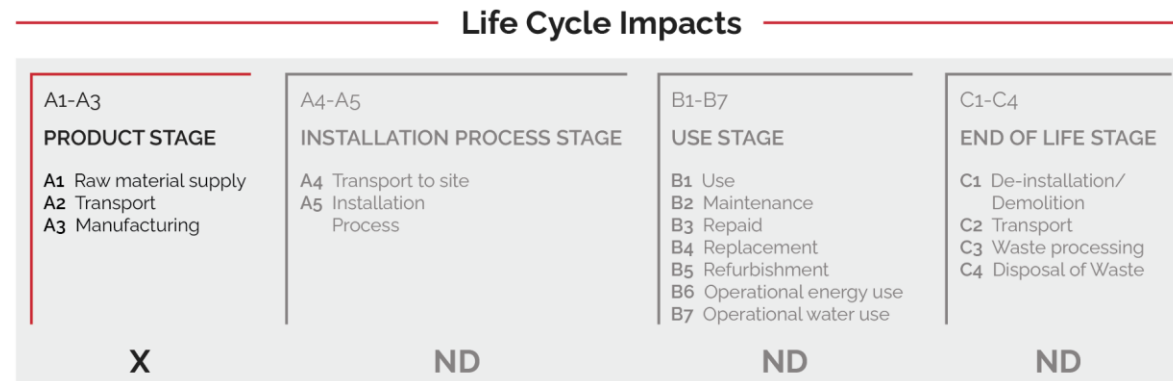 Life Cycle Impacts
A1-A3
PRODUCT STAGE
A1 Raw material supply
A2 Transport
A3 Manufacturing
X
A4-A5
INSTALLATION PROCESS STAGE
A4 Transport to site
A5 Installation
Process
ND
B1-B7
USE STAGE
B1 Use
B2 Maintenance
B3 Repaid
B4 Replacement
B5 Refurbishment
B6 Operational energy use
B7 Operational water use
ND
C1-C4
END OF LIFE STAGE
C1 De-installation/
Demolition
C2 Transport
C3 Waste processing
C4 Disposal of Waste
ND